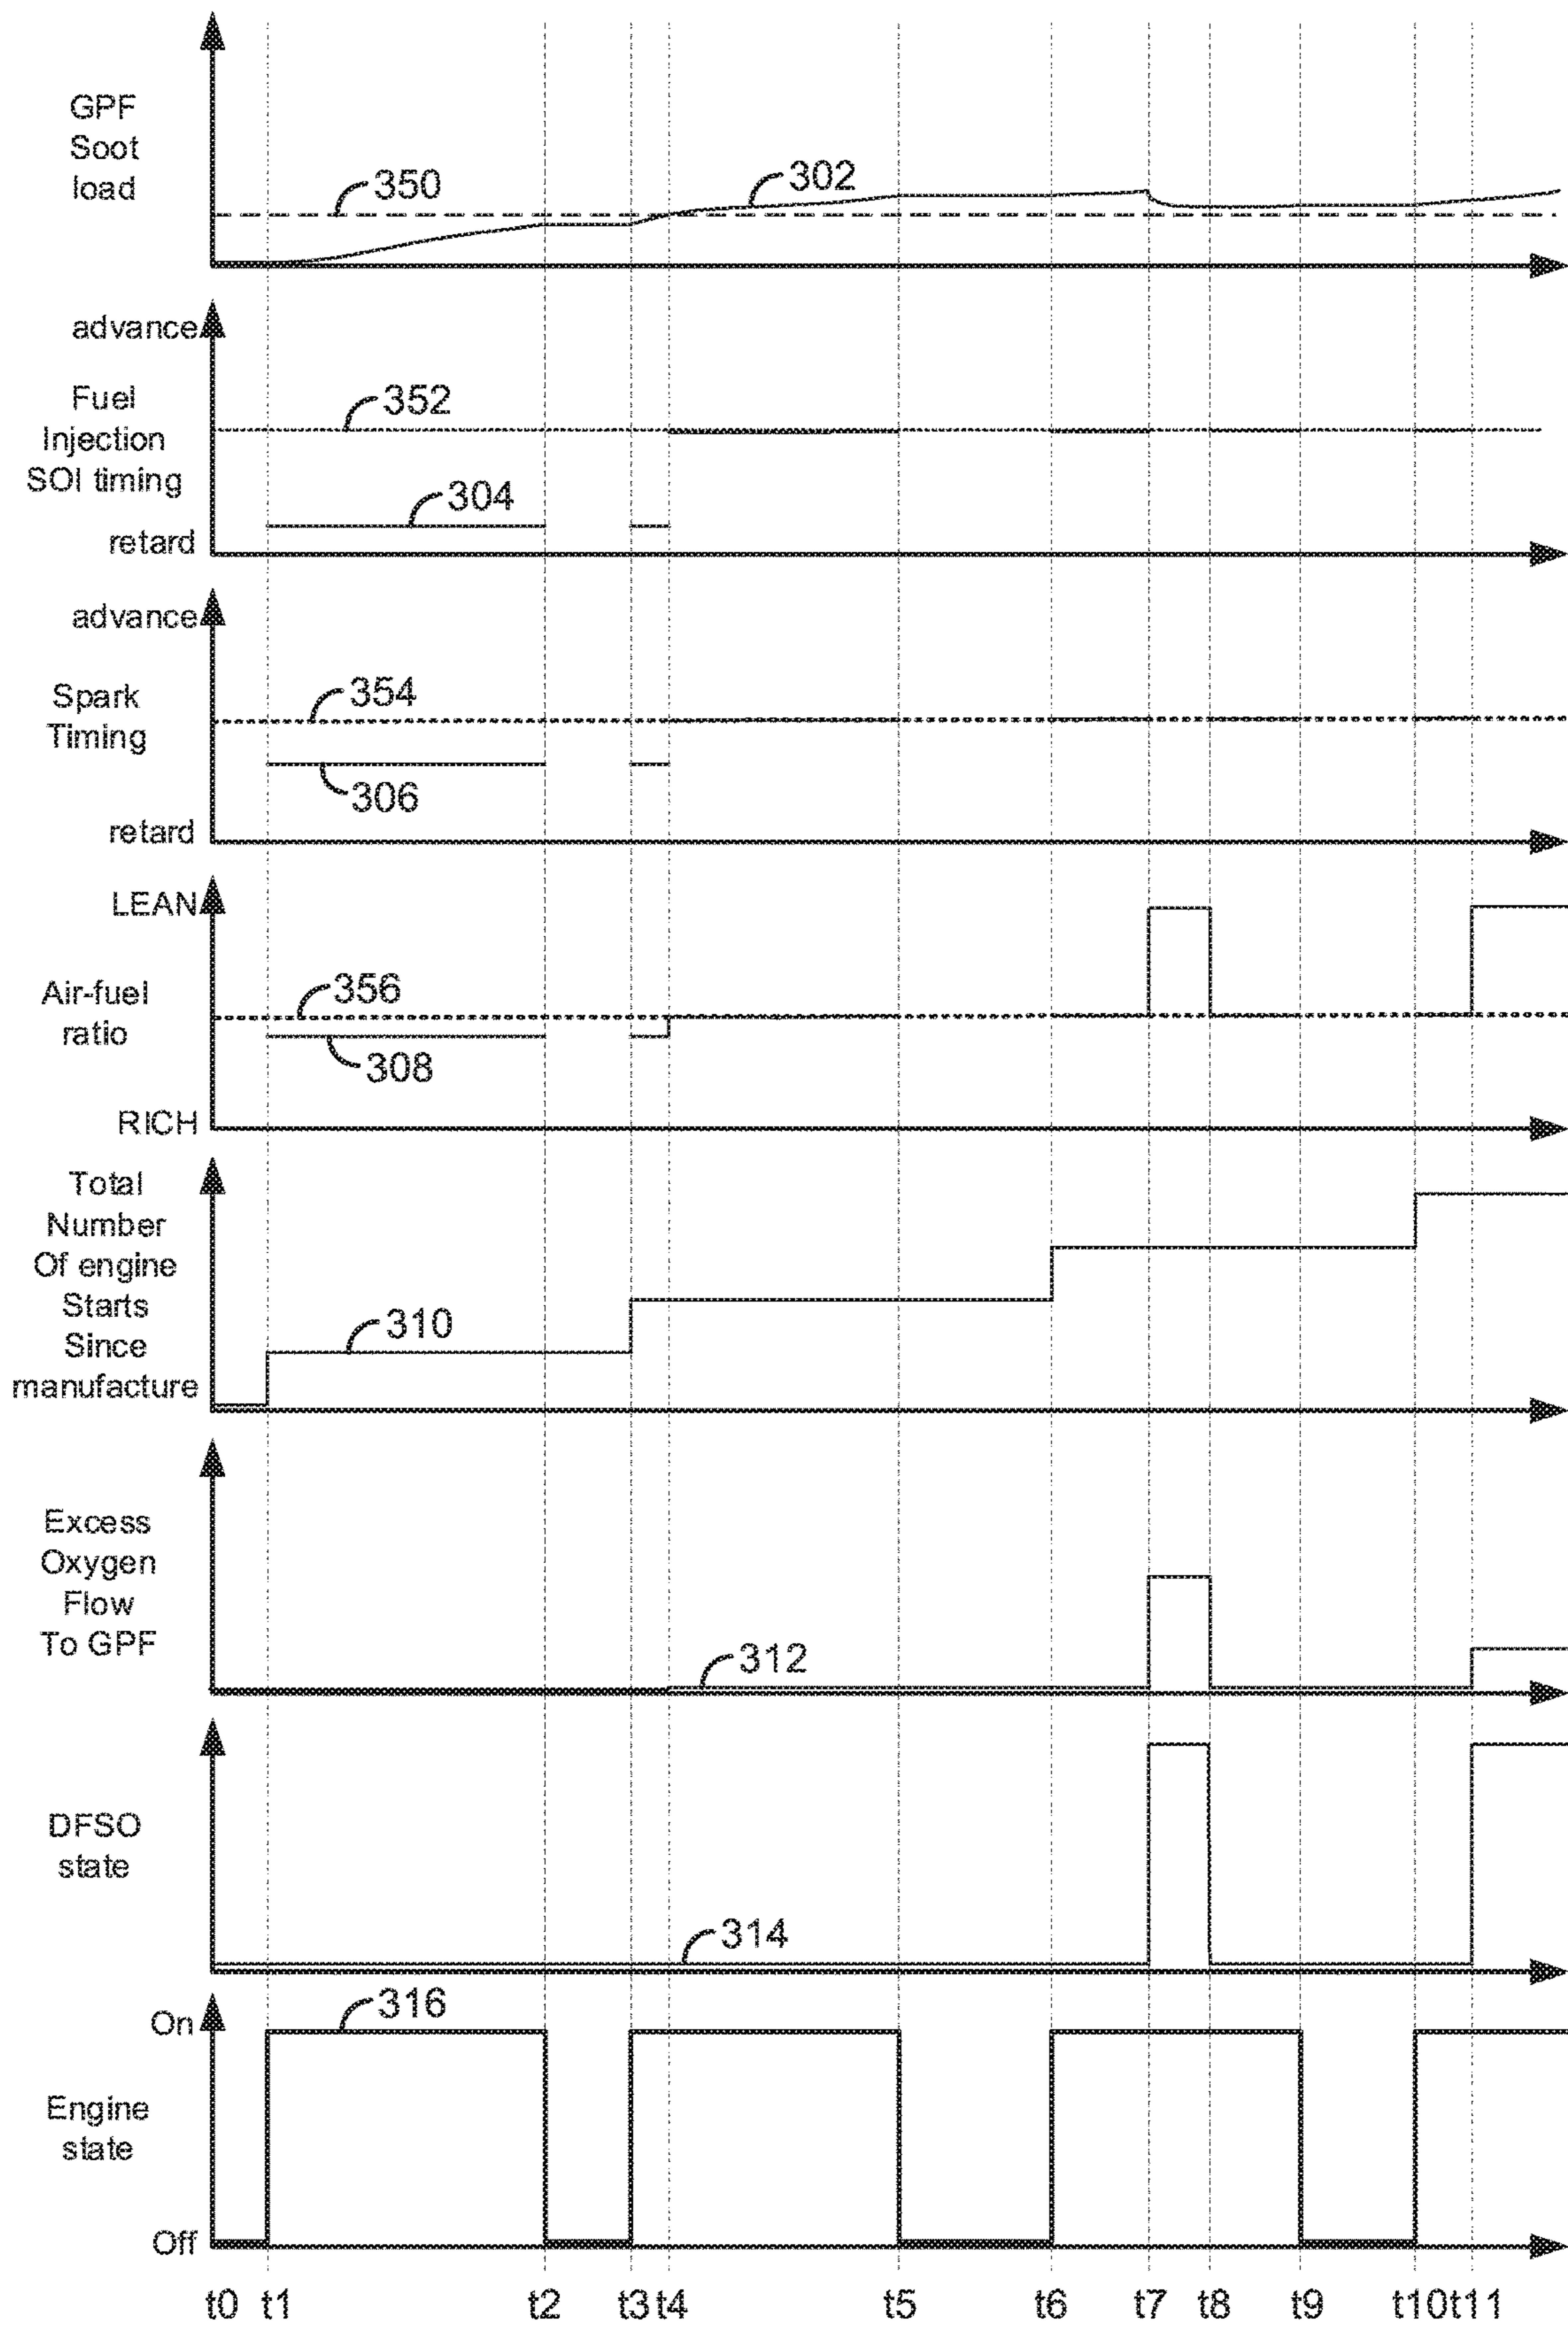 GPF
Soot
load
350
302
advance
Fuel
Injection
SOI timing
retard
352
304
advance
Spark
Timing
retard
354
306
LEAN
Air-fuel
ratio
RICH
356
308
Total
Number
Of engine
Starts
Since
manufacture
310
Excess
Oxygen
Flow
To GPF
312
DFSO
state
314
On
Engine
state
Off
316
t0 t1 t2 t3 t4 t5 t6 t7 t8 t9 t10 t11